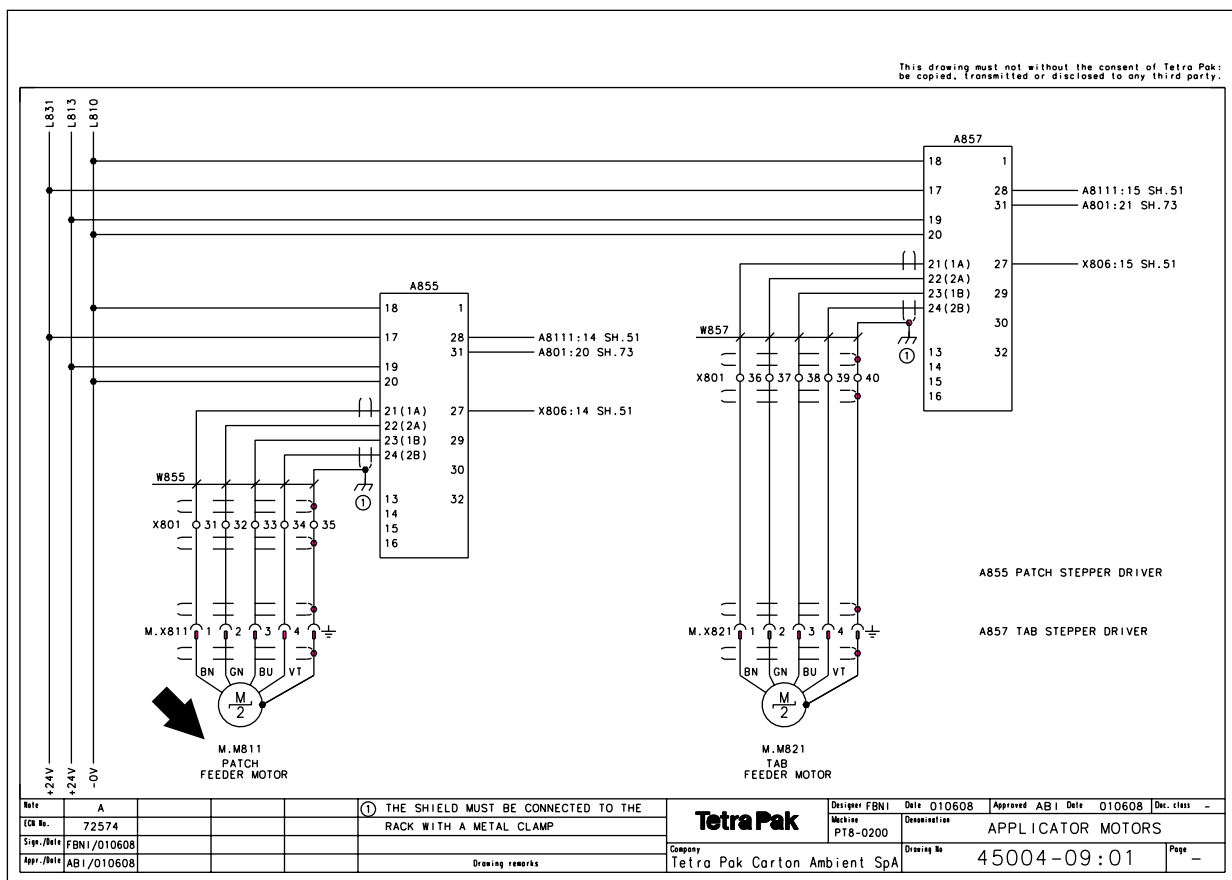 This drawing must not without the consent of Tetra Pak:
be copied, transmitted or disclosed to any third party.
L831
L813
L810
A857
18 1
17 28 A8111:15 SH.51
31 A801:21 SH.73
19
20
21(1A) 27 X806:15 SH.51
22(2A)
23(1B) 29
24(2B)
30
W857
1
13 32
14
15
16
X801 36 37 38 39 40
A855
18 1
17 28 A8111:14 SH.51
31 A801:20 SH.73
19
20
21(1A) 27 X806:14 SH.51
22(2A)
23(1B) 29
24(2B)
30
W855
1
13 32
14
15
16
X801 31 32 33 34 35
A855 PATCH STEPPER DRIVER
A857 TAB STEPPER DRIVER
M.X811 1 2 3 4
BN GN BU VT
M
2
M.M811
PATCH
FEEDER MOTOR
M.X821 1 2 3 4
BN GN BU VT
M
2
M.M821
TAB
FEEDER MOTOR
+24V
+24V
-0V
Note A
ECN No. 72574
Sign./Date FBNI/010608
Appr./Date ABI/010608
1 THE SHIELD MUST BE CONNECTED TO THE
RACK WITH A METAL CLAMP
Drawing remarks
Tetra Pak
Designer FBNI Date 010608 Approved ABI Date 010608 Doc. class -
Machine
PT8-0200
Denomination
APPLICATOR MOTORS
Company
Tetra Pak Carton Ambient SpA
Drawing No
45004-09:01
Page
-